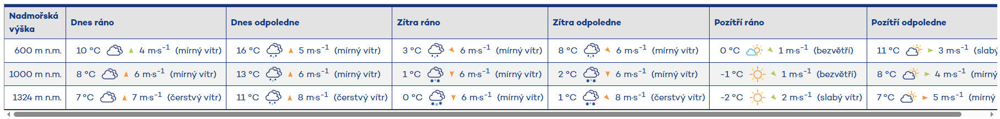 Nadmořská výška Dnes ráno Dnes odpoledne Zítra ráno Zítra odpoledne Pozítří ráno Pozítří odpoledne
600 m n.m. 10 °C 4 m·s⁻¹ (mírný vítr) 16 °C 5 m·s⁻¹ (mírný vítr) 3 °C 6 m·s⁻¹ (mírný vítr) 8 °C 6 m·s⁻¹ (mírný vítr) 0 °C 1 m·s⁻¹ (bezvětří) 11 °C 3 m·s⁻¹ (slabý
1000 m n.m. 8 °C 6 m·s⁻¹ (mírný vítr) 13 °C 6 m·s⁻¹ (mírný vítr) 1 °C 6 m·s⁻¹ (mírný vítr) 2 °C 6 m·s⁻¹ (mírný vítr) -1 °C 1 m·s⁻¹ (bezvětří) 8 °C 4 m·s⁻¹ (mírný
1324 m n.m. 7 °C 7 m·s⁻¹ (čerstvý vítr) 11 °C 8 m·s⁻¹ (čerstvý vítr) 0 °C 6 m·s⁻¹ (mírný vítr) 1 °C 8 m·s⁻¹ (čerstvý vítr) -2 °C 2 m·s⁻¹ (slabý vítr) 7 °C 5 m·s⁻¹ (mírný